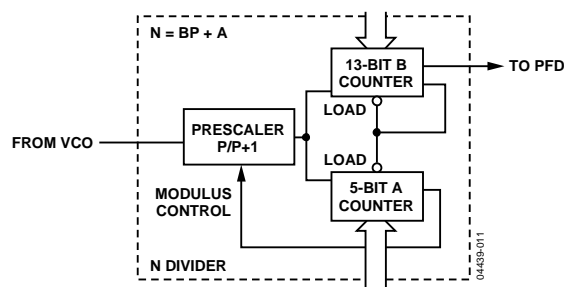 N = BP + A
13-BIT B
COUNTER
TO PFD
LOAD
PRESCALER
P/P+1
FROM VCO
LOAD
MODULUS
CONTROL
5-BIT A
COUNTER
N DIVIDER
04439-011